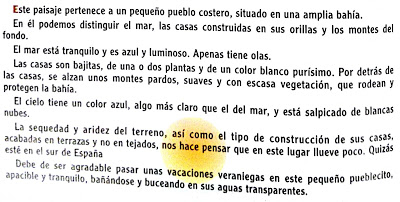 Este paisaje pertenece a un pequeño pueblo costero, situado en una amplia bahía.
En él podemos distinguir el mar, las casas construidas en sus orillas y los montes del
fondo.
El mar está tranquilo y es azul y luminoso. Apenas tiene olas.
Las casas son bajitas, de una o dos plantas y de un color blanco purísimo. Por detrás de
las casas, se alzan unos montes pardos, suaves y con escasa vegetación, que rodean y
protegen la bahía.
El cielo tiene un color azul, algo más claro que el del mar, y está salpicado de blancas
nubes.
La sequedad y aridez del terreno, así como el tipo de construcción de sus casas,
acabadas en terrazas y no en tejados, nos hace pensar que en este lugar llueve poco. Quizás
esté en el sur de España
Debe de ser agradable pasar unas vacaciones veraniegas en este pequeño pueblecito,
apacible y tranquilo, bañándose y buceando en sus aguas transparentes.